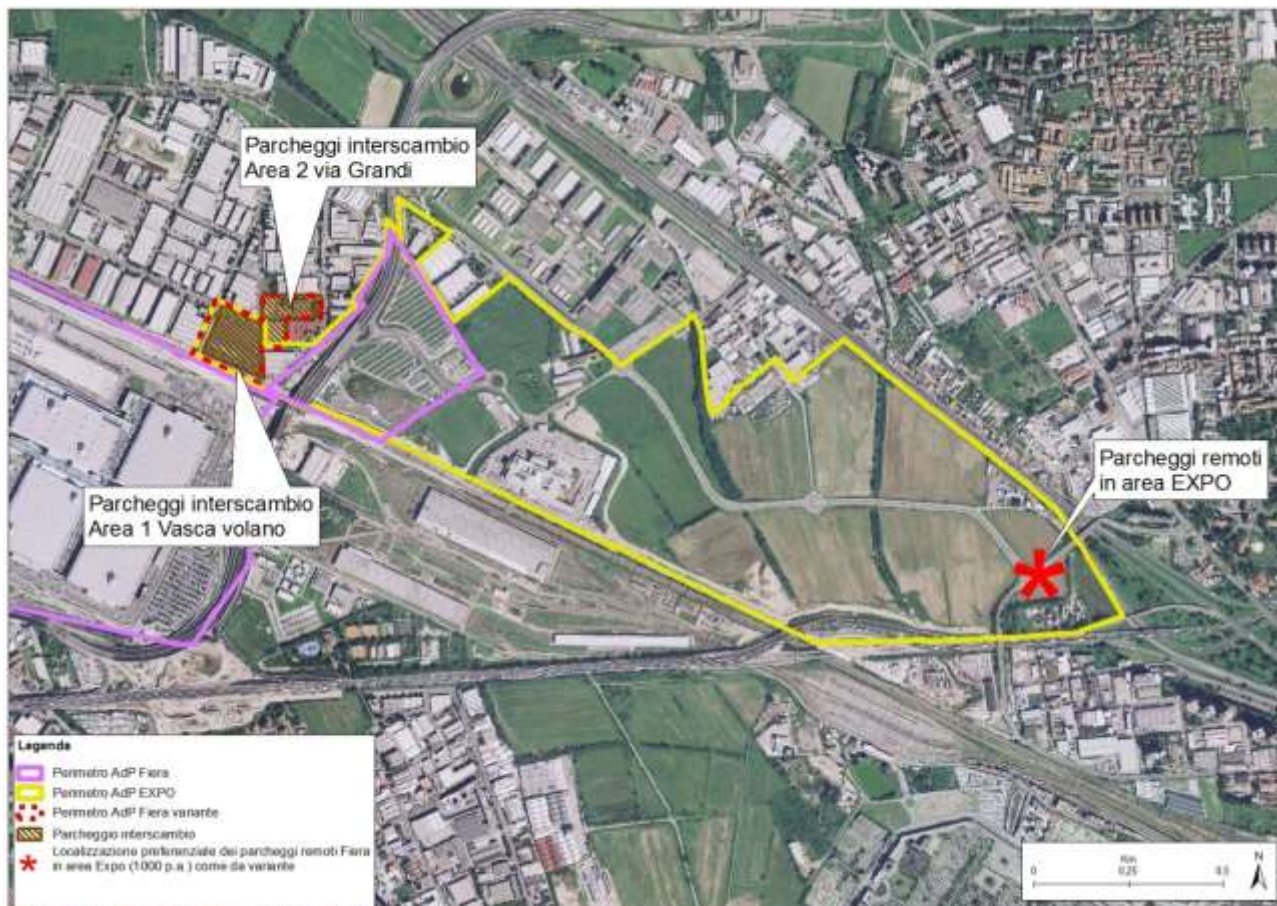 Parcheggi interscambio
Area 2 via Grandi
Parcheggi remoti
in area EXPO
Parcheggi interscambio
Area 1 Vasca volano
Legenda
Perimetro AdP Fiera
Perimetro AdP EXPO
Perimetro AdP Fiera variante
Parcheggio interscambio
Localizzazione preferenziale dei parcheggi remoti Fiera
in area Expo (1000 p.a.) come da variante
Km
0 0,25 0,5
N